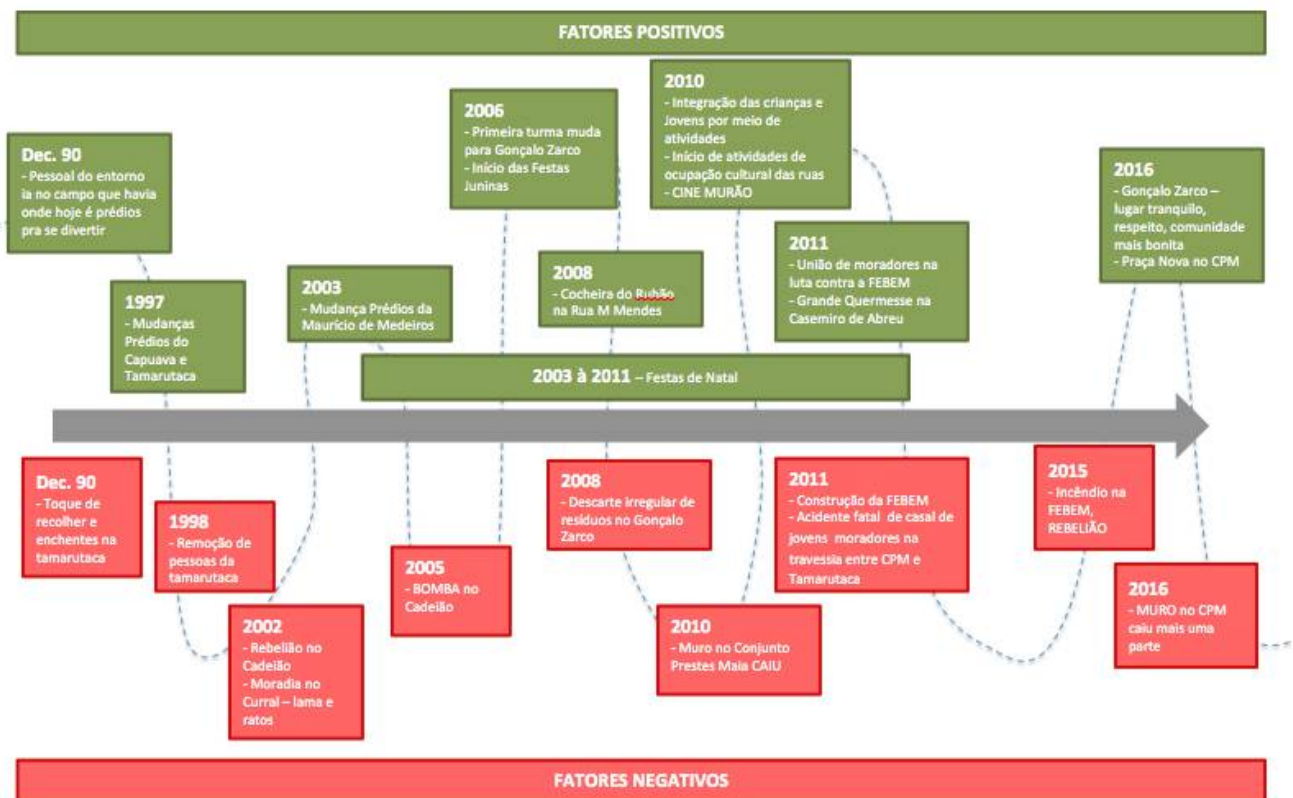 FATORES POSITIVOS
Dec. 90
- Pessoal do entorno
ia no campo que havia
onde hoje é prédios
pra se divertir
1997
- Mudanças
Prédios do
Capuava e
Tamarutaca
2003
- Mudança Prédios da
Maurício de Medeiros
2006
- Primeira turma muda
para Gonçalo Zarco
- Início das Festas
Juninas
2008
- Cocheira do Rubão
na Rua M Mendes
2010
- Integração das crianças e
Jovens por meio de
atividades
- Início de atividades de
ocupação cultural das ruas
- CINE MURÃO
2011
- União de moradores na
luta contra a FEBEM
- Grande Quermesse na
Casemiro de Abreu
2016
- Gonçalo Zarco –
lugar tranquilo,
respeito, comunidade
mais bonita
- Praça Nova no CPM
2003 à 2011 – Festas de Natal
Dec. 90
- Toque de
recolher e
enchentes na
tamarutaca
1998
- Remoção de
pessoas da
tamarutaca
2002
- Rebelião no
Cadeião
- Moradia no
Curral – lama e
ratos
2005
- BOMBA no
Cadeião
2008
- Descarte irregular de
resíduos no Gonçalo
Zarco
2010
- Muro no Conjunto
Prestes Maia CAIU
2011
- Construção da FEBEM
- Acidente fatal de casal de
jovens moradores na
travessia entre CPM e
Tamarutaca
2015
- Incêndio na
FEBEM,
REBELIÃO
2016
- MURO no CPM
caiu mais uma
parte
FATORES NEGATIVOS